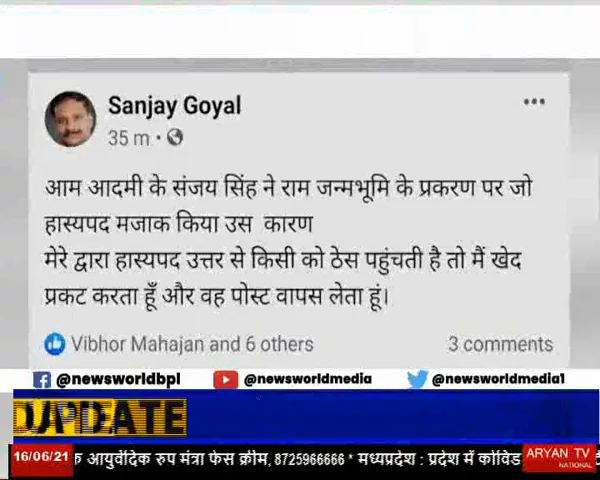 Sanjay Goyal
35 m
आम आदमी के संजय सिंह ने राम जन्मभूमि के प्रकरण पर जो
हास्यपद मजाक किया उस कारण
मेरे द्वारा हास्यपद उत्तर से किसी को ठेस पहुंचती है तो मैं खेद
प्रकट करता हूँ और वह पोस्ट वापस लेता हूं।
Vibhor Mahajan and 6 others 3 comments
@newsworldbpl @newsworldmedia @newsworldmedia1
UPDATE
16/06/21 क आयुर्वेदिक रुप मंत्रा फेस क्रीम, 8725966666 * मध्यप्रदेश : प्रदेश में कोविड ARYAN TV
NATIONAL